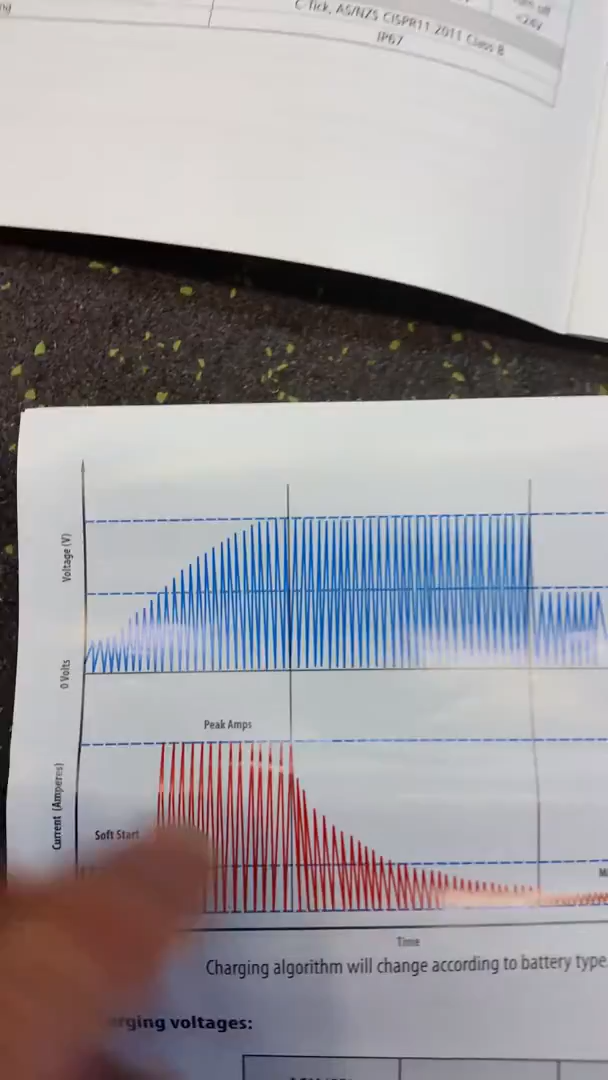 C Tick, AS/NZS CISPR11 2011 Class B
IP67
Voltage (V)
0 Volts
Peak Amps
Current (Amperes)
Soft Start
Time
Charging algorithm will change according to battery type
rging voltages: